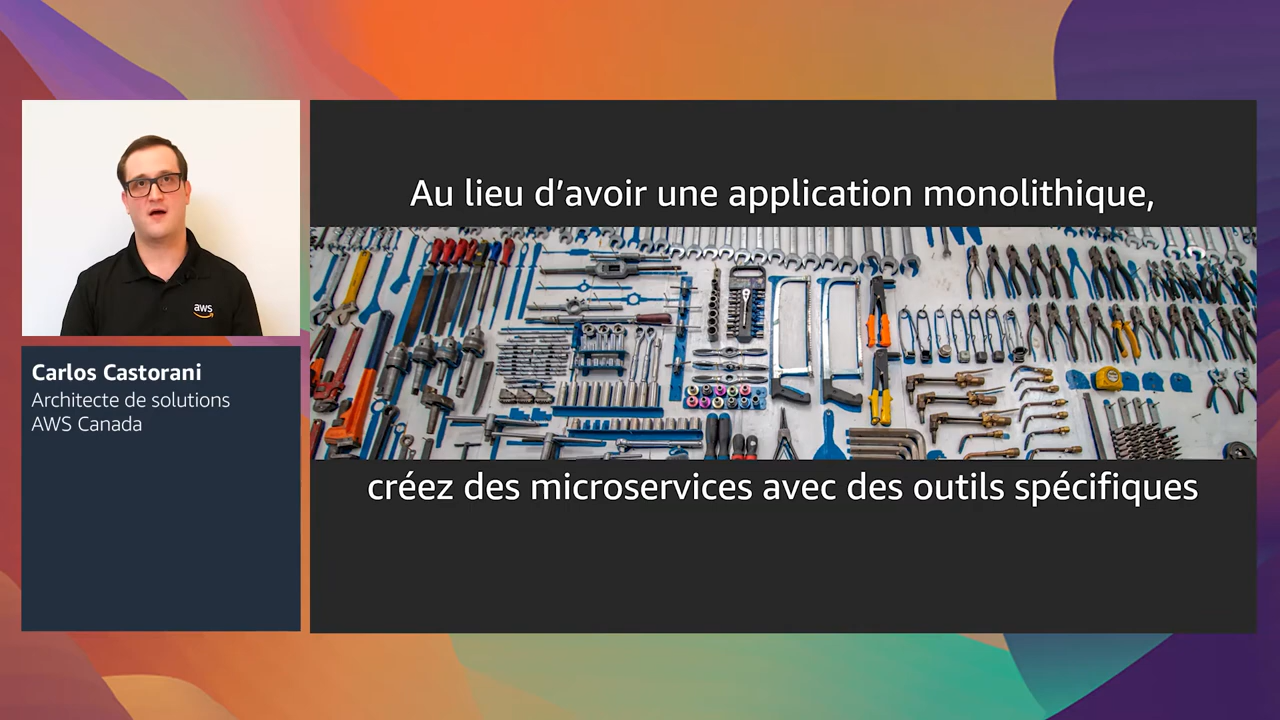 aws
Carlos Castorani
Architecte de solutions
AWS Canada
Au lieu d’avoir une application monolithique,
créez des microservices avec des outils spécifiques